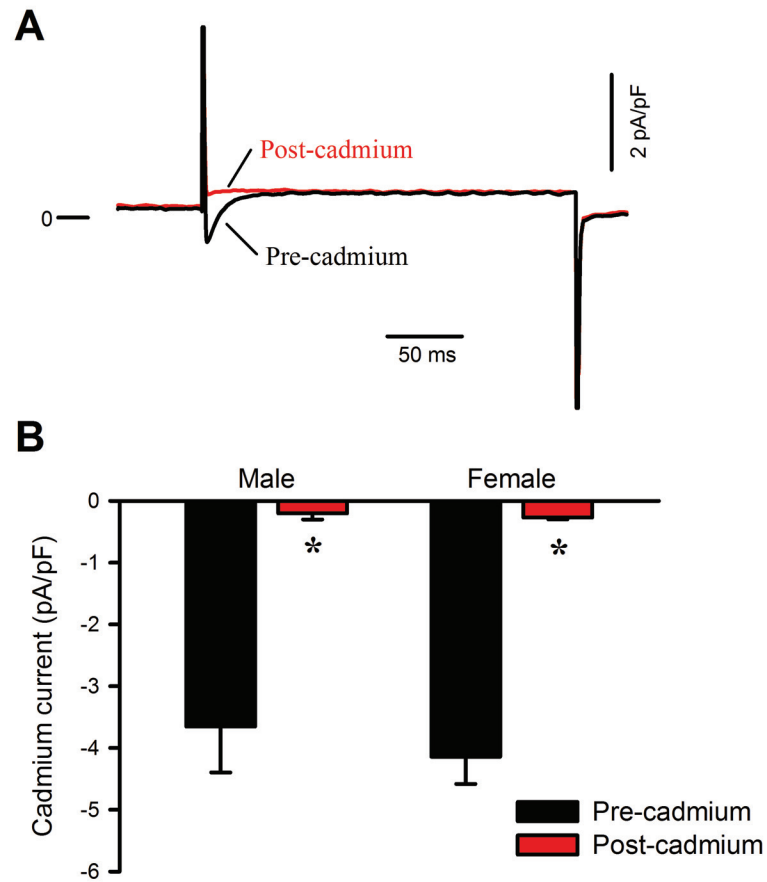 A
Post-cadmium
2 pA/pF
0
Pre-cadmium
50 ms
B
Male
Female
Cadmium current (pA/pF)
0
-1
-2
-3
-4
-5
-6
*
*
Pre-cadmium
Post-cadmium